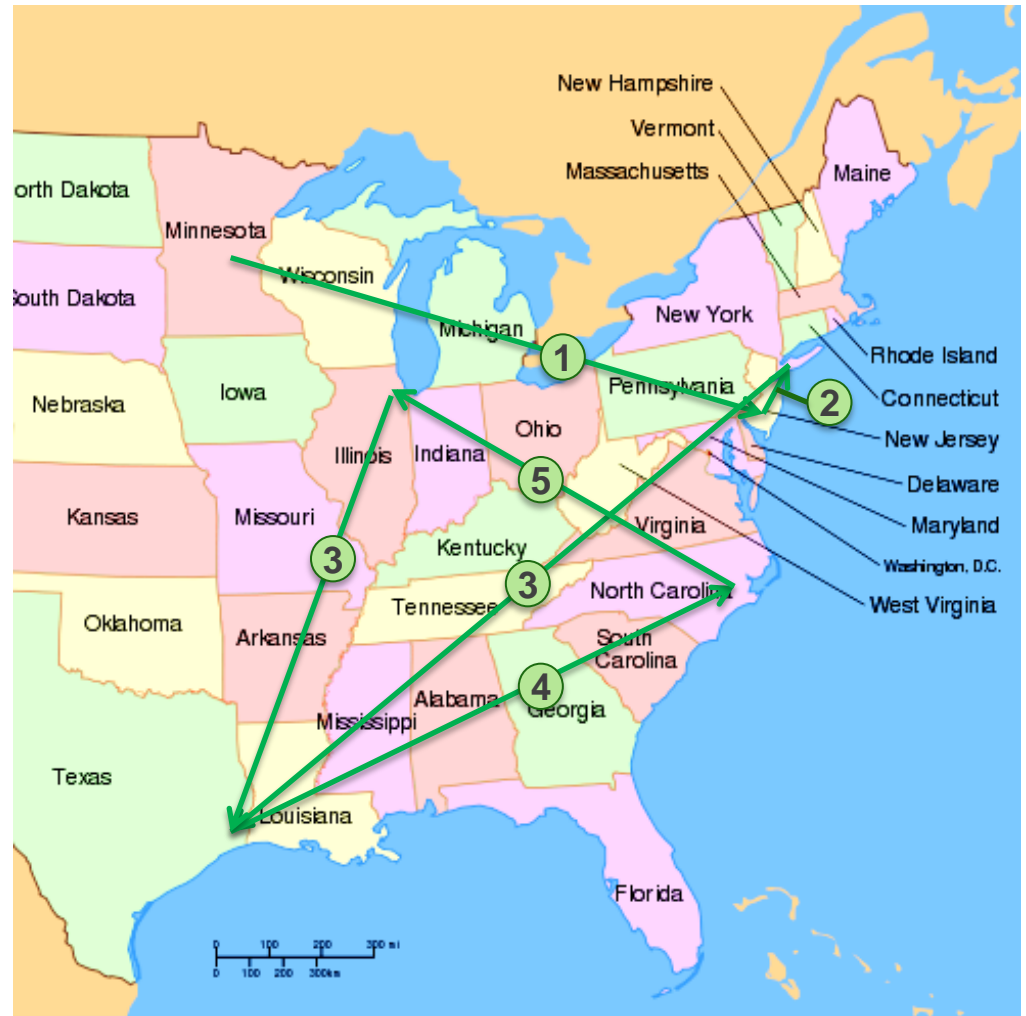 New Hampshire
Vermont
Massachusetts
Maine
orth Dakota
Minnesota
Wisconsin
South Dakota
Michigan
New York
1
Rhode Island
Pennsylvania
Iowa
Nebraska
2
Connecticut
Ohio
New Jersey
Illinois
Indiana
5
Delaware
Kansas
Missouri
Virginia
Maryland
Kentucky
3
Washington, D.C.
3
North Carolina
West Virginia
Tennessee
Oklahoma
Arkansas
South
Carolina
4
Alabama
Georgia
Mississippi
Texas
Louisiana
Florida
0 100 200 300 mi
0 100 200 300km